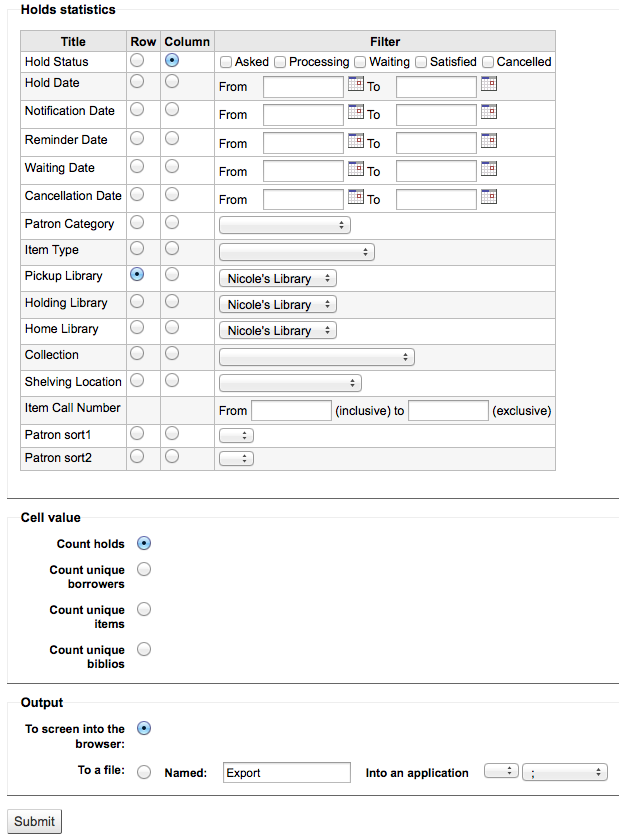 Holds statistics
Title Row Column Filter
Hold Status Asked Processing Waiting Satisfied Cancelled
Hold Date From To
Notification Date From To
Reminder Date From To
Waiting Date From To
Cancellation Date From To
Patron Category
Item Type
Pickup Library Nicole's Library
Holding Library Nicole's Library
Home Library Nicole's Library
Collection
Shelving Location
Item Call Number From (inclusive) to (exclusive)
Patron sort1
Patron sort2
Cell value
Count holds
Count unique
borrowers
Count unique
items
Count unique
biblios
Output
To screen into the
browser:
To a file: Named: Export Into an application ;
Submit